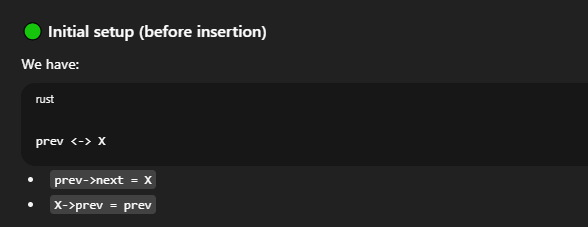 Initial setup (before insertion)
We have:
rust
prev <-> X
prev->next = X
X->prev = prev